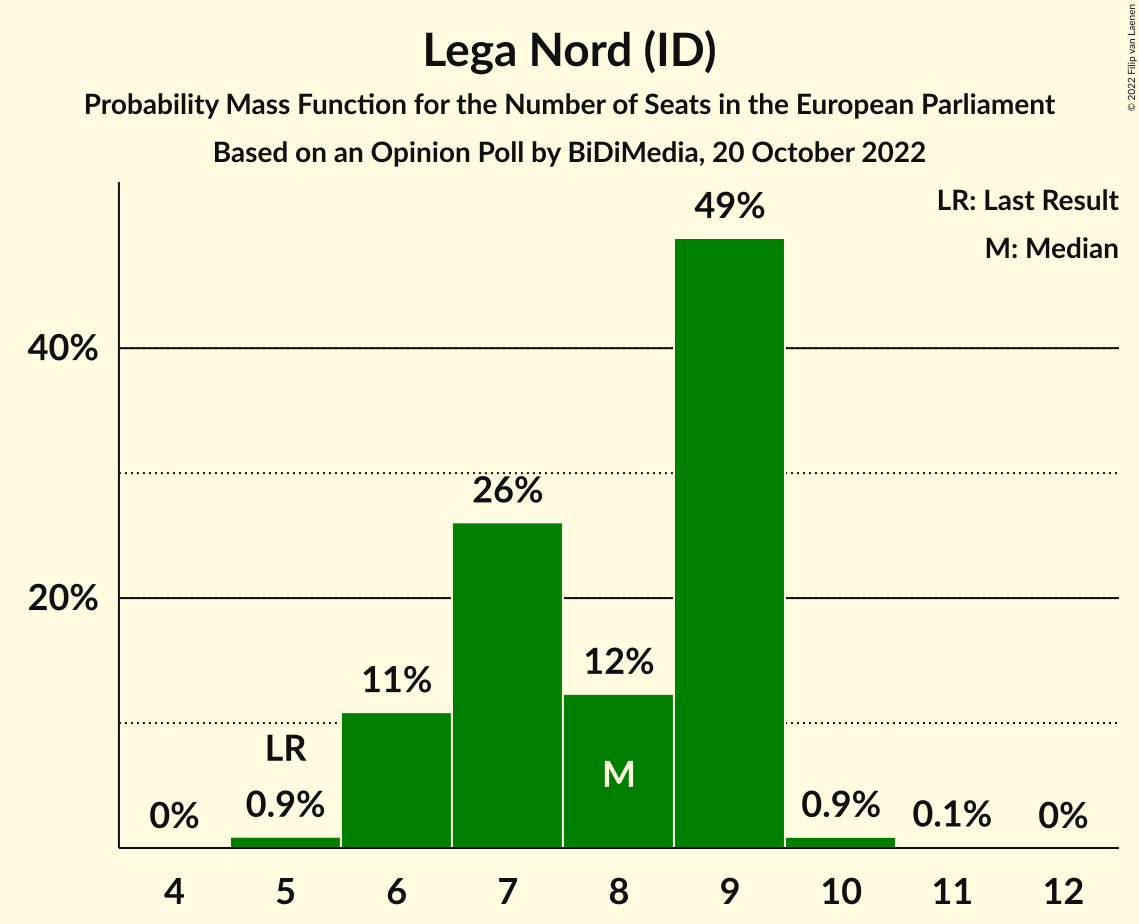 Lega Nord (ID)
Probability Mass Function for the Number of Seats in the European Parliament
Based on an Opinion Poll by BiDiMedia, 20 October 2022
© 2022 Filip van Laenen
LR: Last Result
M: Median
49%
40%
26%
20%
12%
11%
LR
M
0%
0.9%
0.9%
0.1%
0%
4 5 6 7 8 9 10 11 12